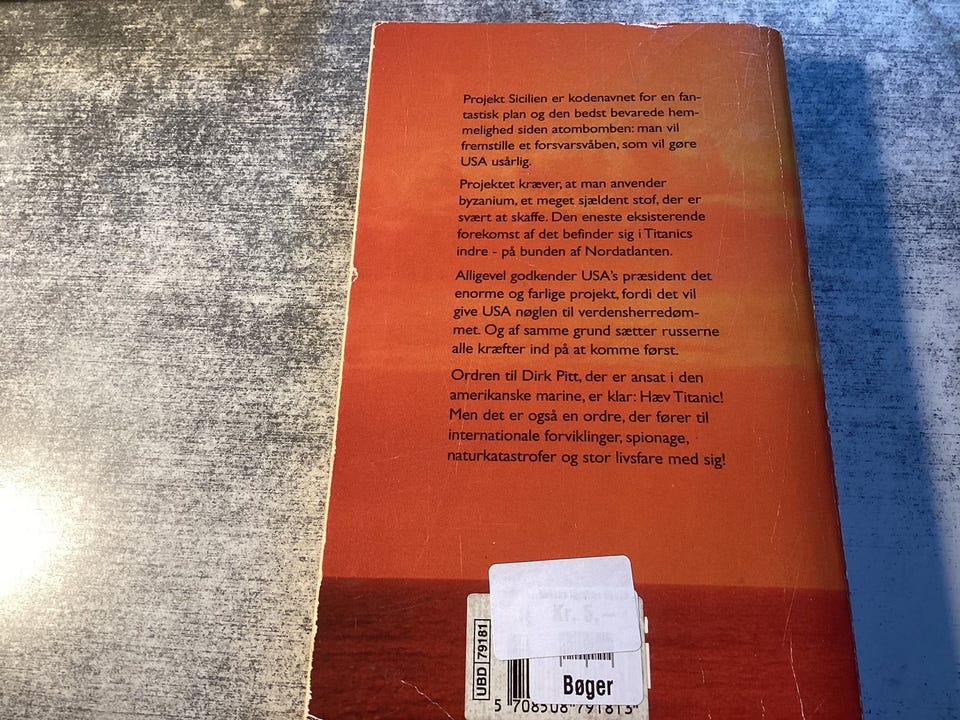 Projekt Sicilien er kodenavnet for en fan-
tastisk plan og den bedst bevarede hem-
melighed siden atombomben: man vil
fremstille et forsvarsvåben, som vil gøre
USA usårlig.
Projektet kræver, at man anvender
byzanium, et meget sjældent stof, der er
svært at skaffe. Den eneste eksisterende
forekomst af det befinder sig i Titanics
indre - på bunden af Nordatlanten.
Alligevel godkender USA's præsident det
enorme og farlige projekt, fordi det vil
give USA nøglen til verdensherredøm-
met. Og af samme grund sætter russerne
alle kræfter ind på at komme først.
Ordren til Dirk Pitt, der er ansat i den
amerikanske marine, er klar: Hæv Titanic!
Men det er også en ordre, der fører til
internationale forviklinger, spionage,
naturkatastrofer og stor livsfare med sig!
Kr. 5,-
UBD 79181
Bøger
5 708508 791813